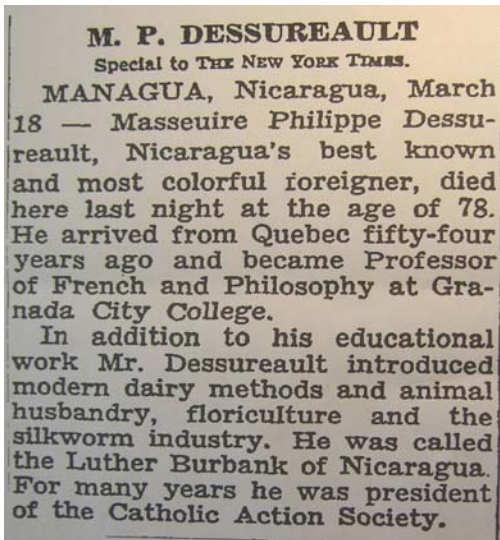 M. P. DESSUREAULT
Special to THE NEW YORK TIMES.
MANAGUA, Nicaragua, March
18 — Masseuire Philippe Dessu-
reault, Nicaragua's best known
and most colorful foreigner, died
here last night at the age of 78.
He arrived from Quebec fifty-four
years ago and became Professor
of French and Philosophy at Gra-
nada City College.
In addition to his educational
work Mr. Dessureault introduced
modern dairy methods and animal
husbandry, floriculture and the
silkworm industry. He was called
the Luther Burbank of Nicaragua.
For many years he was president
of the Catholic Action Society.